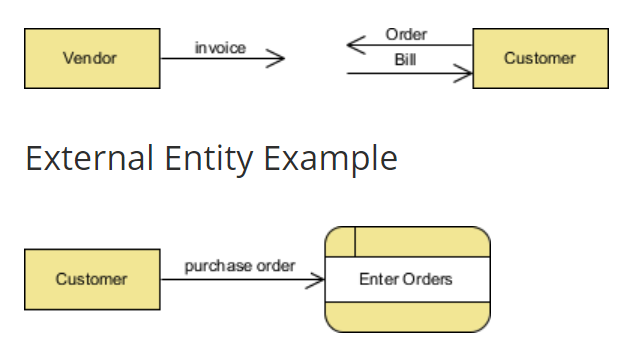 Vendor
invoice
Order
Bill
Customer
External Entity Example
Customer
purchase order
Enter Orders